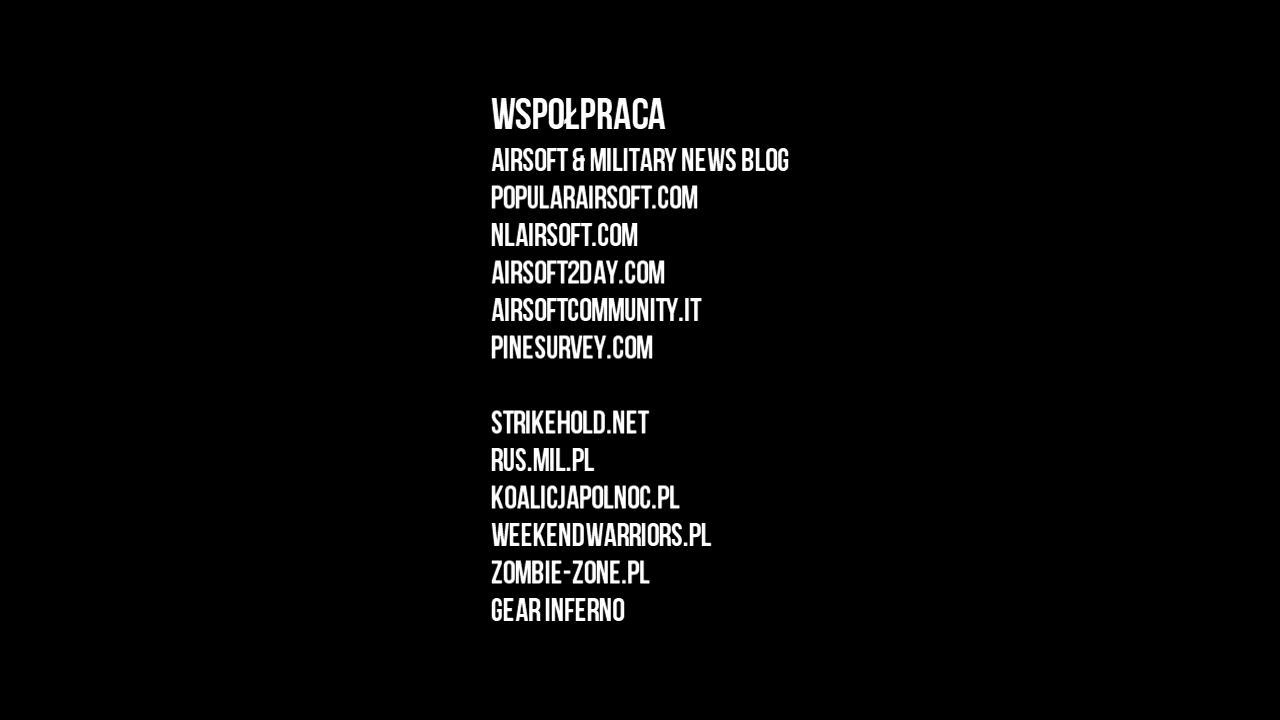 WSPOŁPRACA
AIRSOFT & MILITARY NEWS BLOG
POPULARAIRSOFT.COM
NLAIRSOFT.COM
AIRSOFT2DAY.COM
AIRSOFTCOMMUNITY.IT
PINESURVEY.COM
STRIKEHOLD.NET
RUS.MIL.PL
KOALICJAPOLNOC.PL
WEEKENDWARRIORS.PL
ZOMBIE-ZONE.PL
GEAR INFERNO